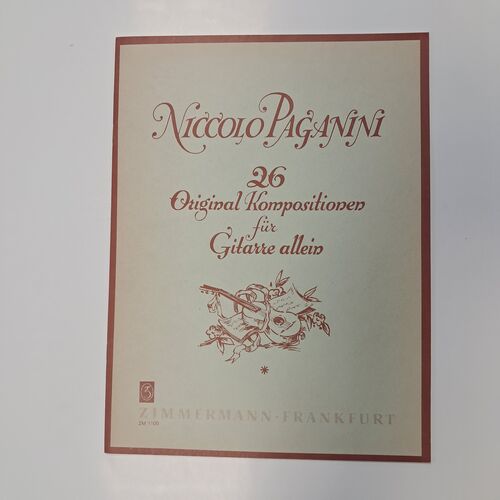 NICCOLO PAGANINI
26
Original Kompositionen
für
Gitarre allein
*
ZIMMERMANN · FRANKFURT
ZM 1100